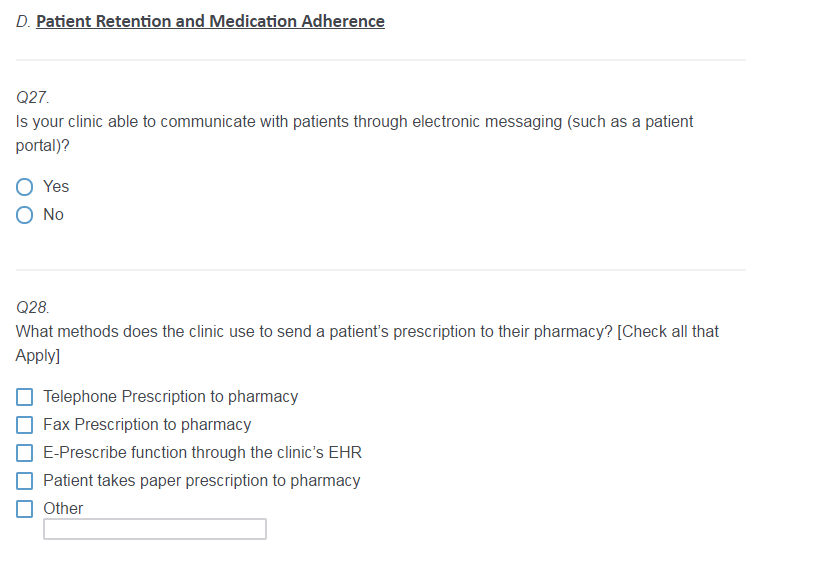 D. Patient Retention and Medication Adherence
Q27.
Is your clinic able to communicate with patients through electronic messaging (such as a patient
portal)?
Yes
No
Q28.
What methods does the clinic use to send a patient’s prescription to their pharmacy? [Check all that
Apply]
Telephone Prescription to pharmacy
Fax Prescription to pharmacy
E-Prescribe function through the clinic’s EHR
Patient takes paper prescription to pharmacy
Other